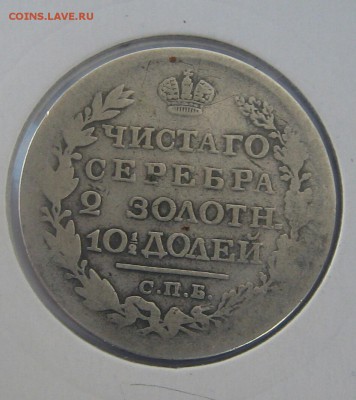 COINS.LAVE.RU
ЧИСТАГО
СЕРЕБРА
2 ЗОЛОТН.
10½ ДОЛЕЙ
С.П.Б.